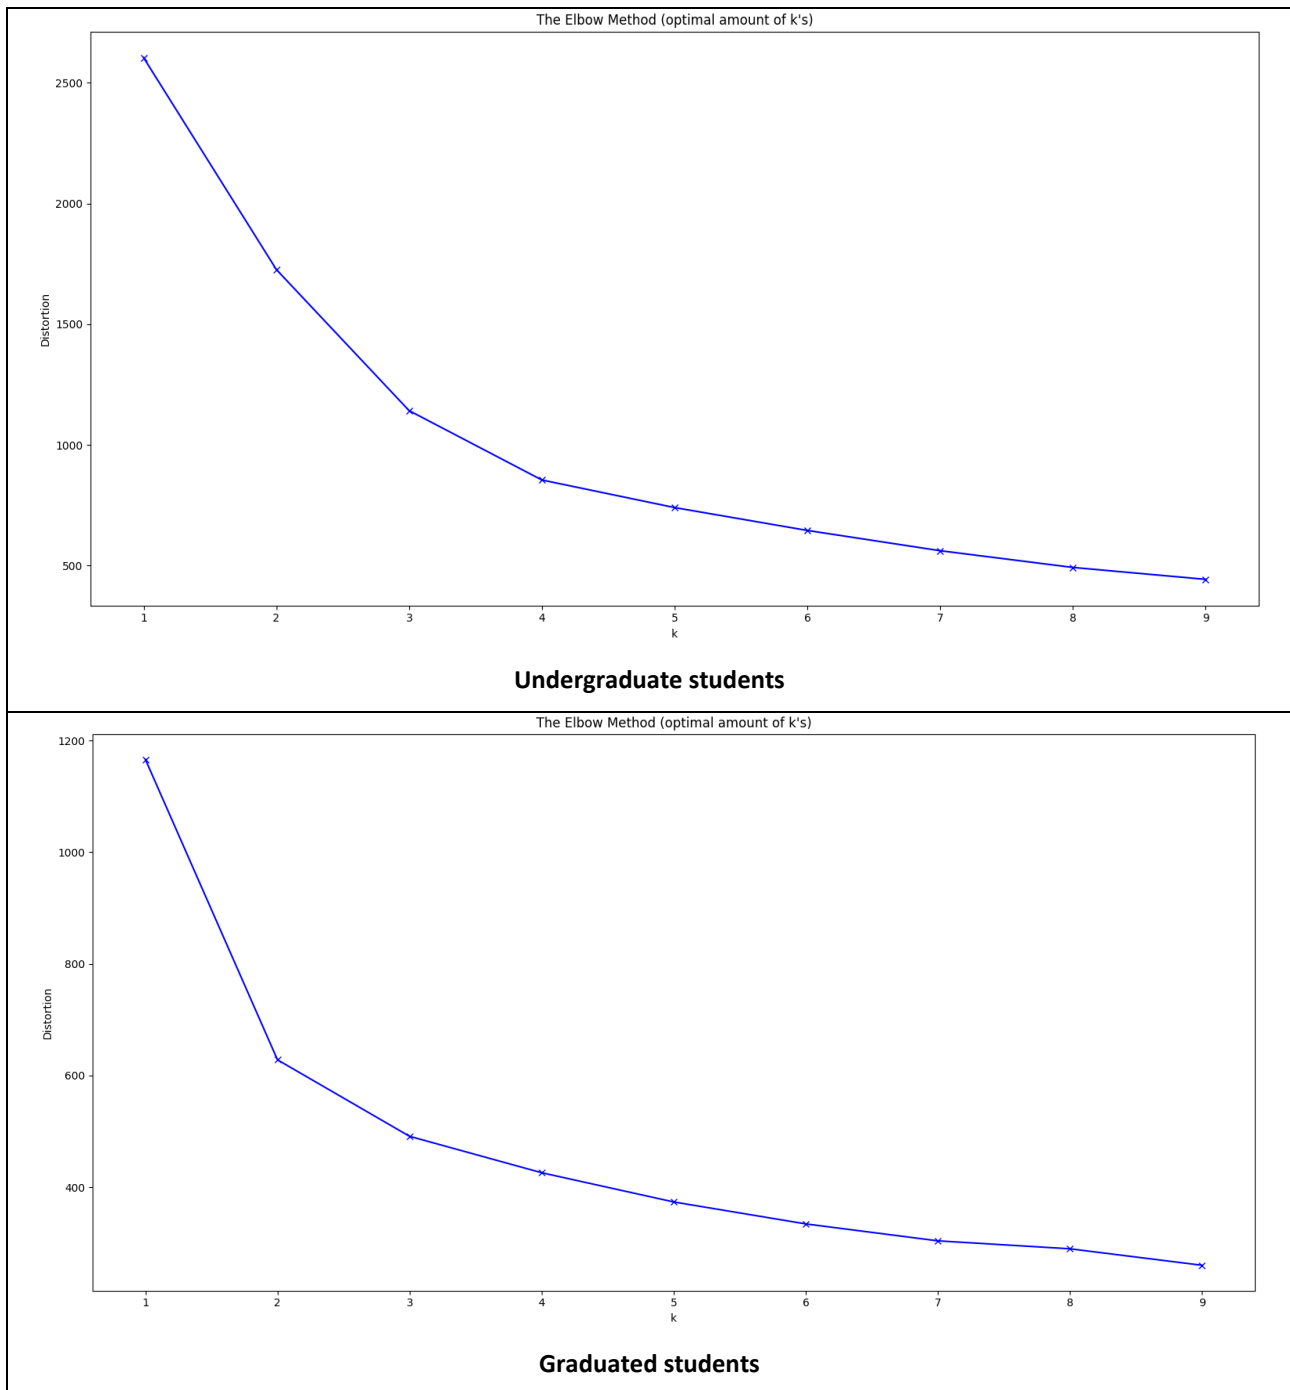 The Elbow Method (optimal amount of k's)
2500
2000
1500
1000
500
Distortion
1 2 3 4 5 6 7 8 9
k
Undergraduate students
The Elbow Method (optimal amount of k's)
1200
1000
800
600
400
Distortion
1 2 3 4 5 6 7 8 9
k
Graduated students